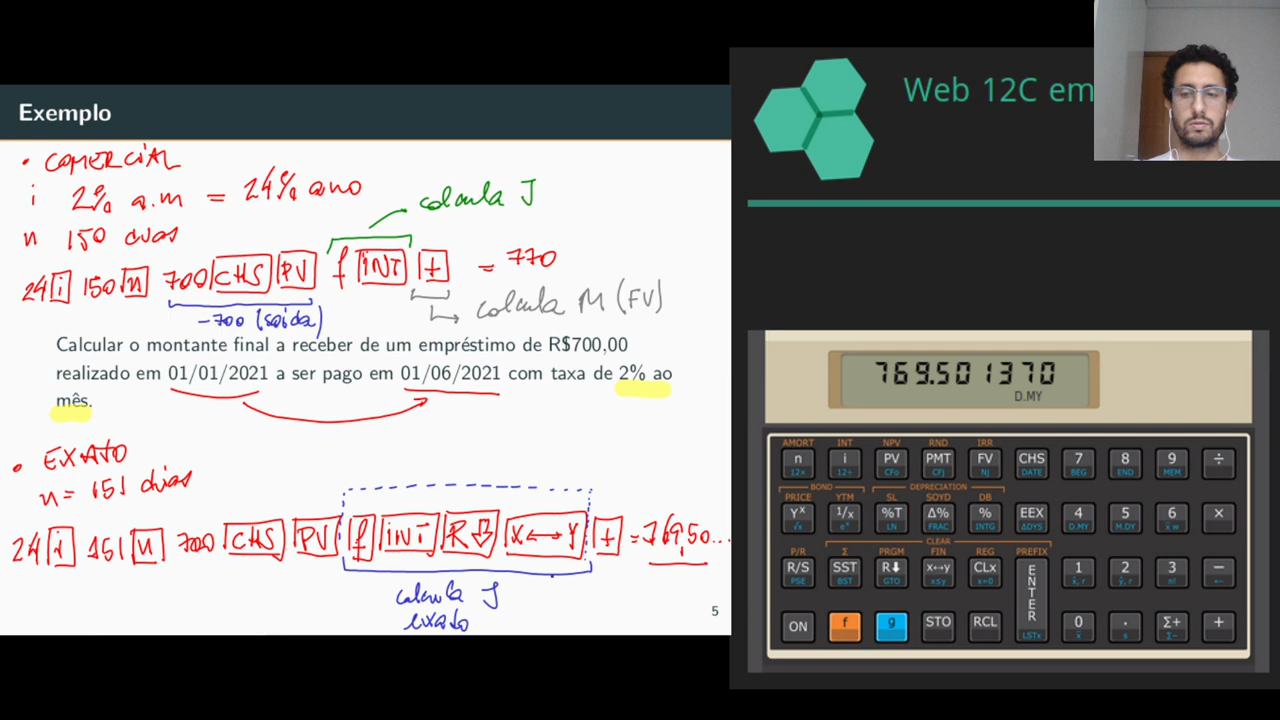 Exemplo
• COMERCIAL
i 2% a.m = 24% ano
n 150 dias
calcula J
24 i 150 n 700 CHS PV f INT + = 770
-700 (saída)
calcula M (FV)
Calcular o montante final a receber de um empréstimo de R$700,00
realizado em 01/01/2021 a ser pago em 01/06/2021 com taxa de 2% ao
mês.
• EXATO
n = 151 dias
24 i 151 n 700 CHS PV f INT R X↔Y + = 769,50...
calcula J
exato
5
Web 12C em
769.501370
D.MY
AMORT INT NPV RND IRR
n i PV PMT FV CHS 7 8 9 ÷
12× 12÷ CFo CFj Nj DATE BEG END MEM
BOND DEPRECIATION
PRICE YTM SL SOYD DB
Yˣ 1/x %T Δ% % EEX 4 5 6 ×
√x eˣ LN FRAC INTG ΔDYS D.MY M.DY x̄w
CLEAR
P/R Σ PRGM FIN REG PREFIX
R/S SST R⬇ x↔y CLx ENTER 1 2 3 −
PSE BST GTO x≤y x=0 x̂,r ŷ,r n! ←
ON f g STO RCL 0 . Σ+ +
LSTx x̄ s Σ−